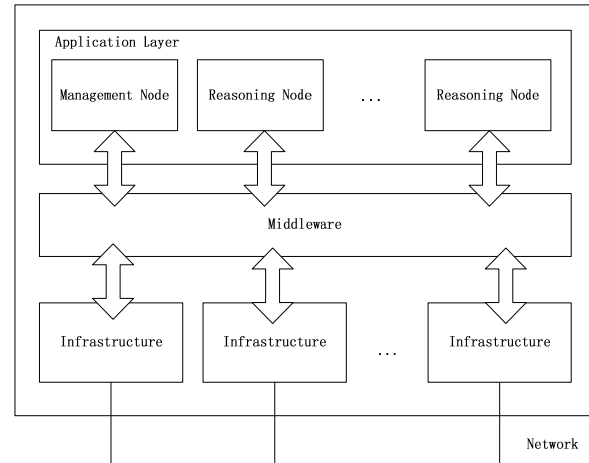 Application Layer
Management Node Reasoning Node ... Reasoning Node
Middleware
Infrastructure Infrastructure ... Infrastructure
Network